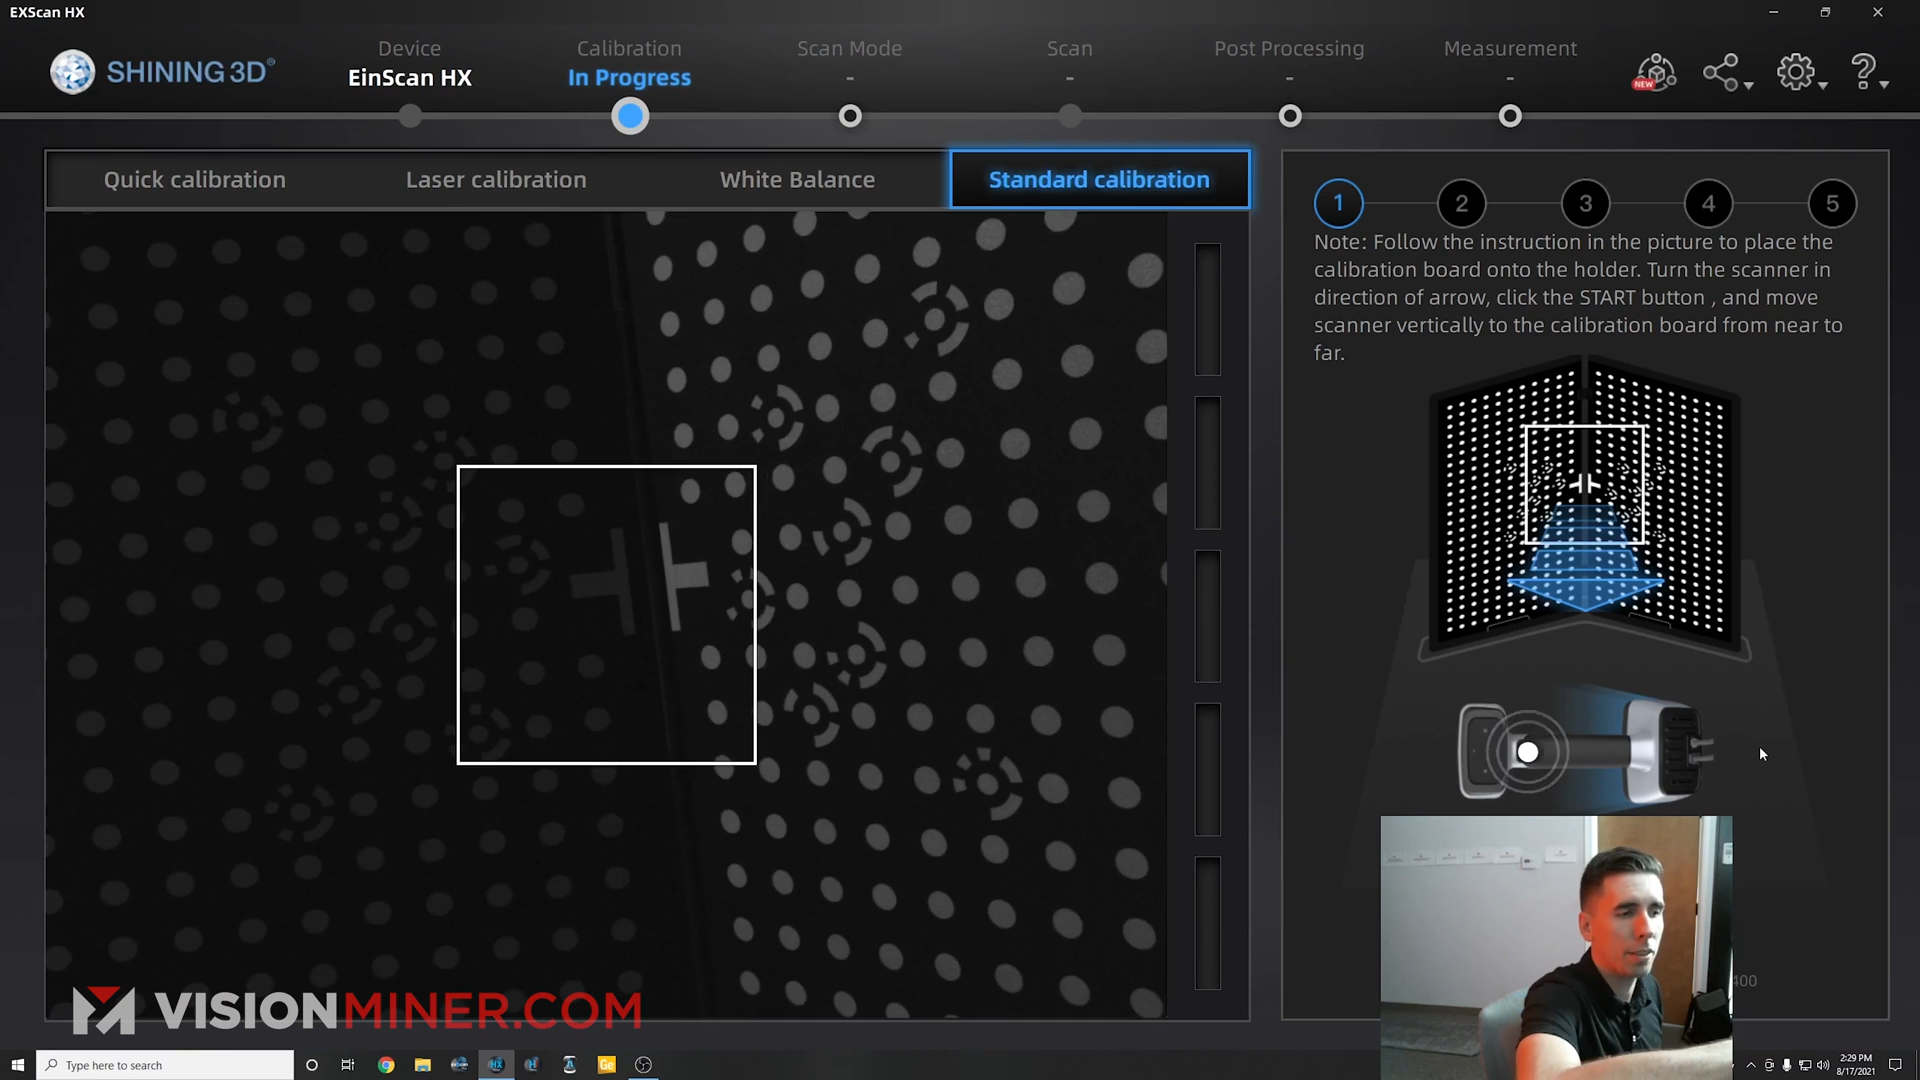 EXScan HX
SHINING 3D®
Device
EinScan HX
Calibration
In Progress
Scan Mode
-
Scan
-
Post Processing
-
Measurement
-
NEW
Quick calibration
Laser calibration
White Balance
Standard calibration
1
2
3
4
5
Note: Follow the instruction in the picture to place the
calibration board onto the holder. Turn the scanner in
direction of arrow, click the START button , and move
scanner vertically to the calibration board from near to
far.
400
VISIONMINER.COM
Type here to search
HX
H
Ge
2:29 PM
8/17/2021